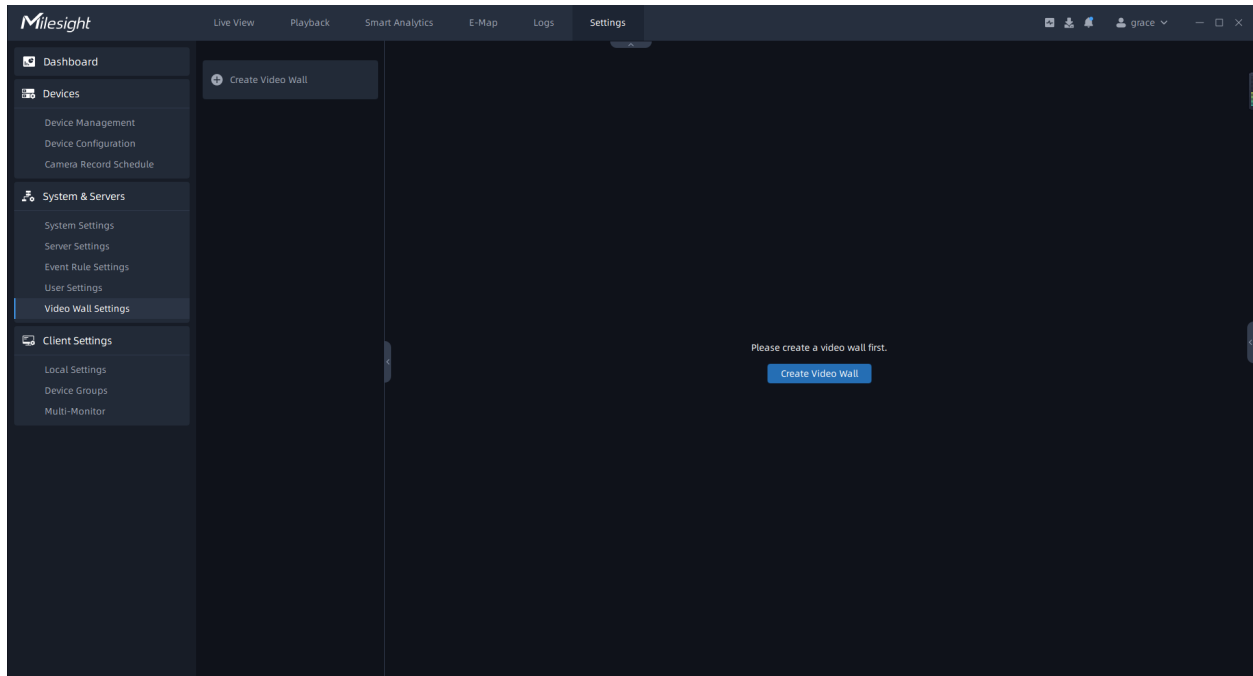 Milesight
Live View Playback Smart Analytics E-Map Logs Settings grace
Dashboard
Devices
Device Management
Device Configuration
Camera Record Schedule
System & Servers
System Settings
Server Settings
Event Rule Settings
User Settings
Video Wall Settings
Client Settings
Local Settings
Device Groups
Multi-Monitor
Create Video Wall
Please create a video wall first.
Create Video Wall